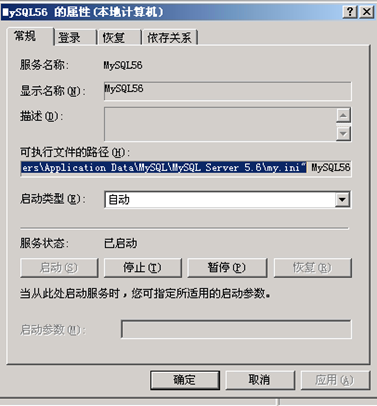 MySQL56 的属性(本地计算机)
常规 登录 恢复 依存关系
服务名称: MySQL56
显示名称(N): MySQL56
描述(D):
可执行文件的路径(H):
ers\Application Data\MySQL\MySQL Server 5.6\my.ini" MySQL56
启动类型(E): 自动
服务状态: 已启动
启动(S) 停止(T) 暂停(P) 恢复(R)
当从此处启动服务时，您可指定所适用的启动参数。
启动参数(M):
确定 取消 应用(A)